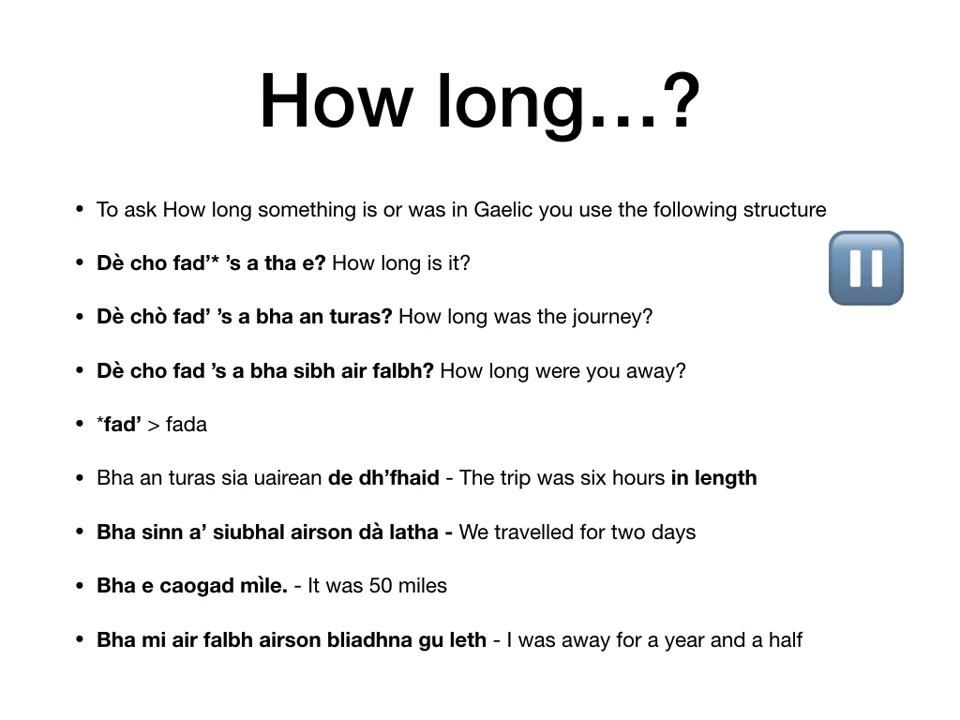 How long…?
• To ask How long something is or was in Gaelic you use the following structure
• Dè cho fad’* ’s a tha e? How long is it?
• Dè chò fad’ ’s a bha an turas? How long was the journey?
• Dè cho fad ’s a bha sibh air falbh? How long were you away?
• *fad’ > fada
• Bha an turas sia uairean de dh’fhaid - The trip was six hours in length
• Bha sinn a’ siubhal airson dà latha - We travelled for two days
• Bha e caogad mìle. - It was 50 miles
• Bha mi air falbh airson bliadhna gu leth - I was away for a year and a half